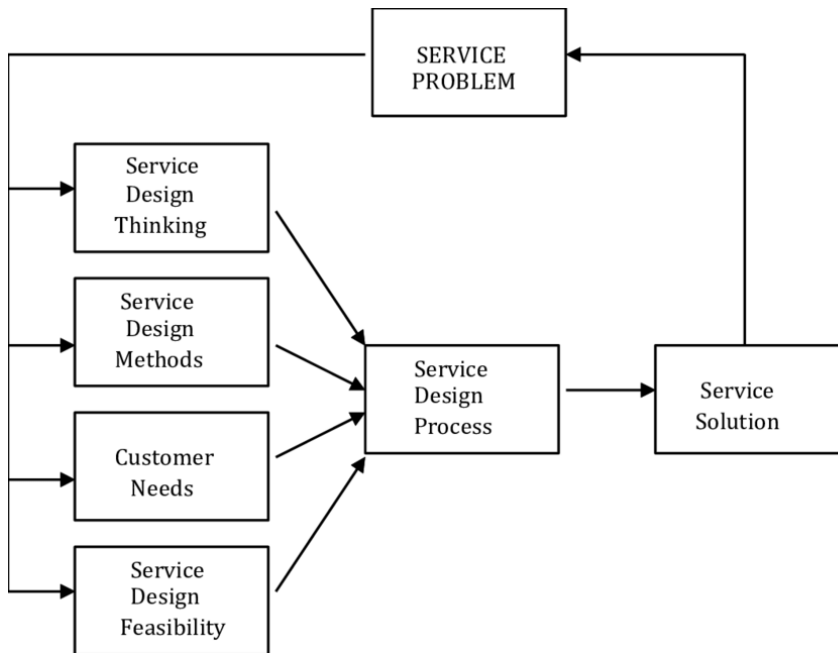 SERVICE
PROBLEM
Service
Design
Thinking
Service
Design
Methods
Customer
Needs
Service
Design
Feasibility
Service
Design
Process
Service
Solution